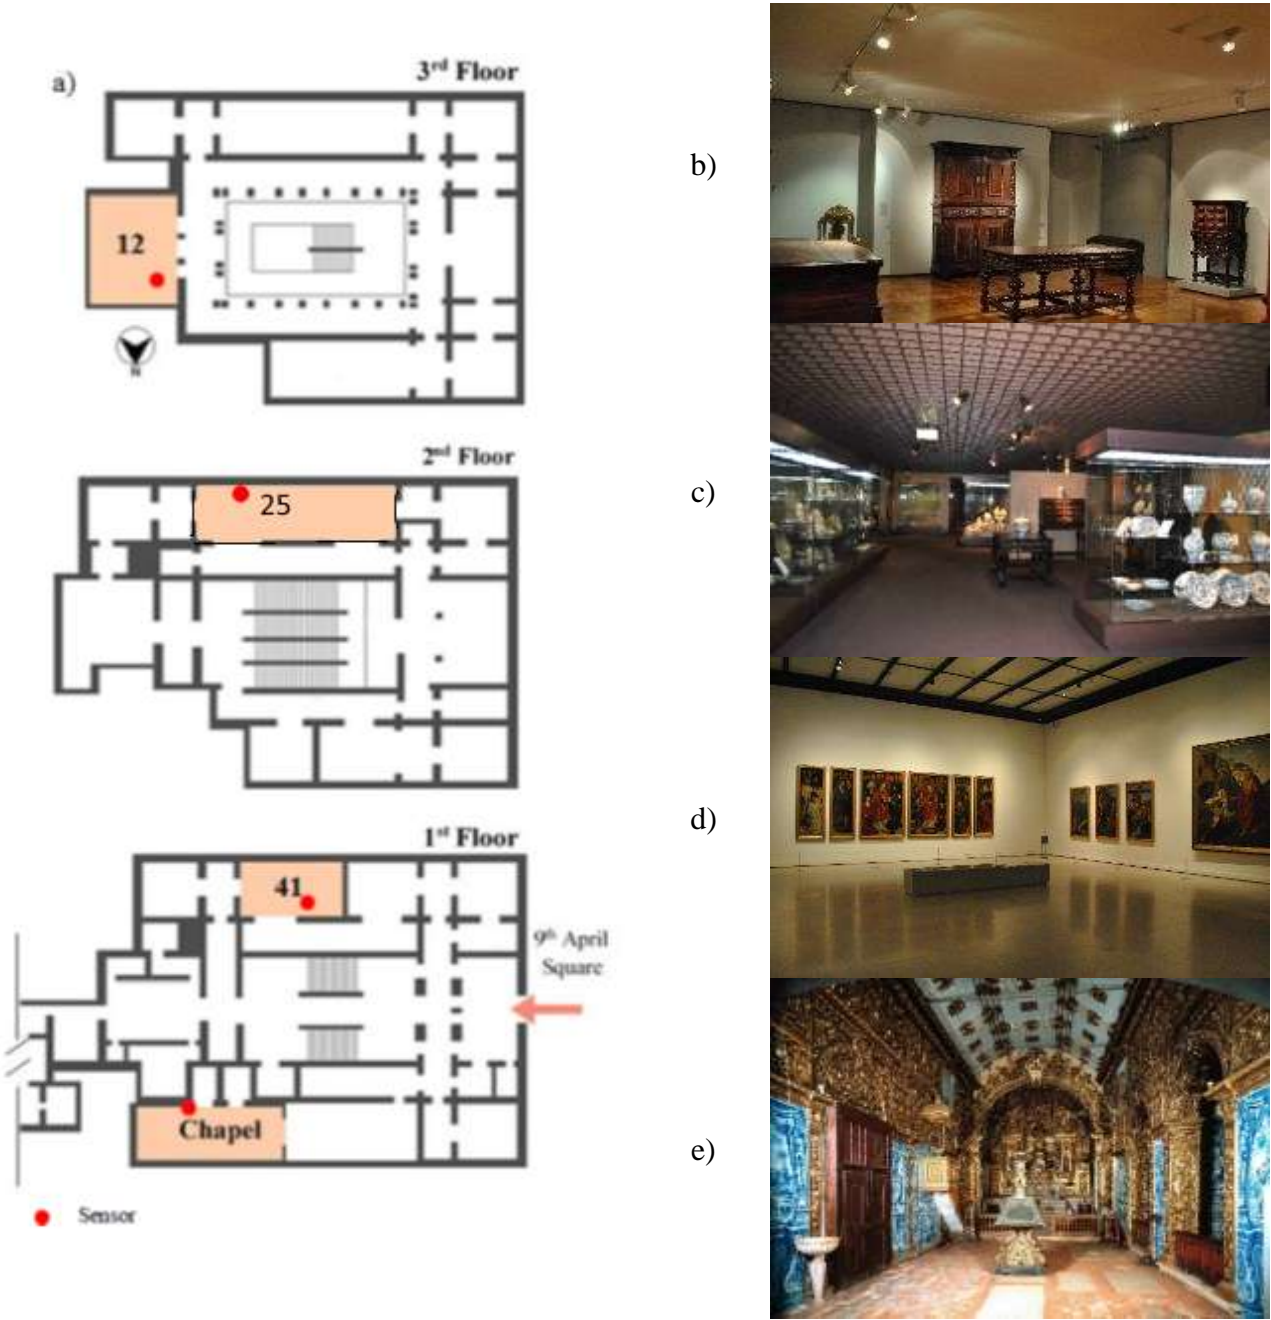 a)
3rd Floor
12
N
2nd Floor
25
1st Floor
41
9th April
Square
Chapel
Sensor
b)
c)
d)
e)